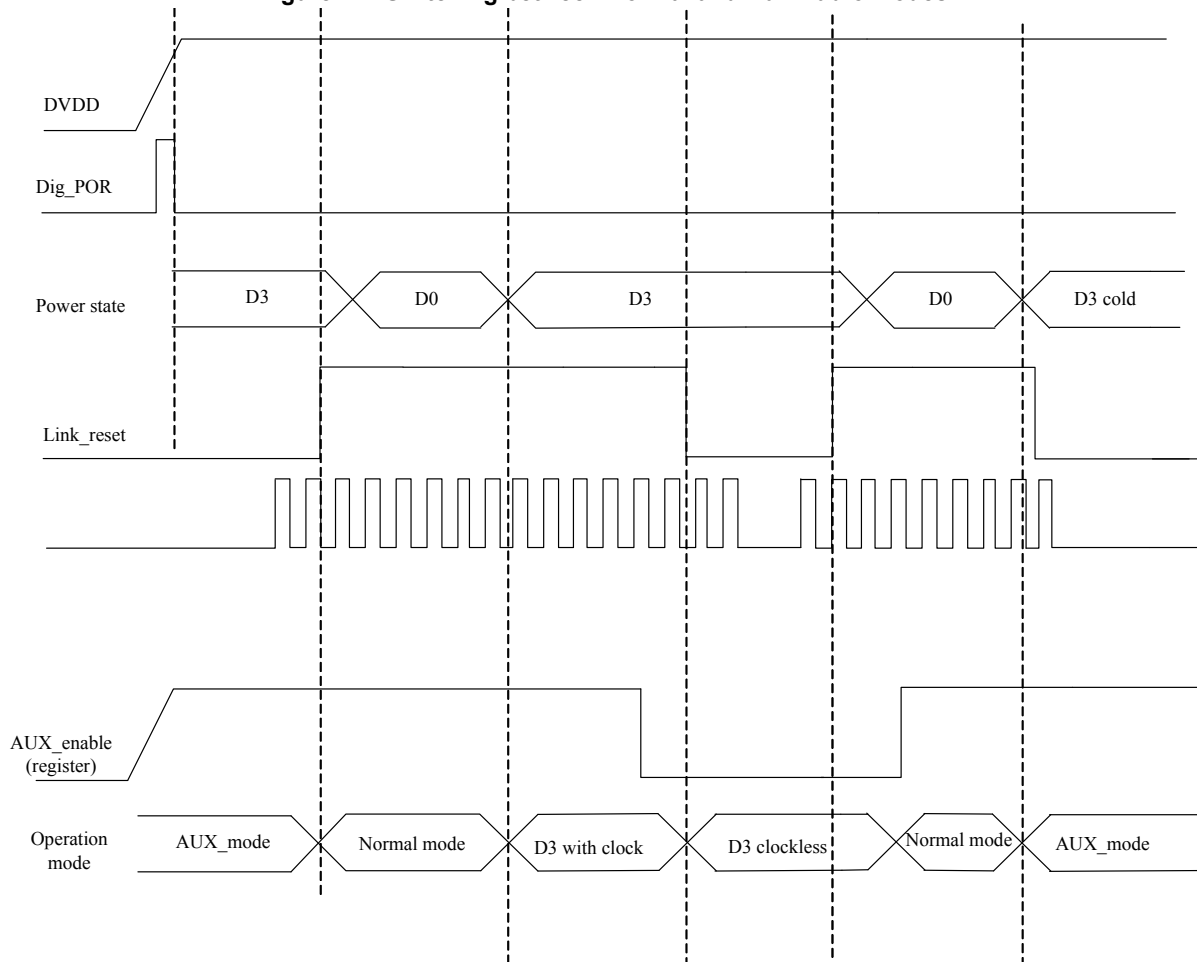 DVDD
Dig_POR
Power state
D3
D0
D3
D0
D3 cold
Link_reset
AUX_enable
(register)
Operation
mode
AUX_mode
Normal mode
D3 with clock
D3 clockless
Normal mode
AUX_mode